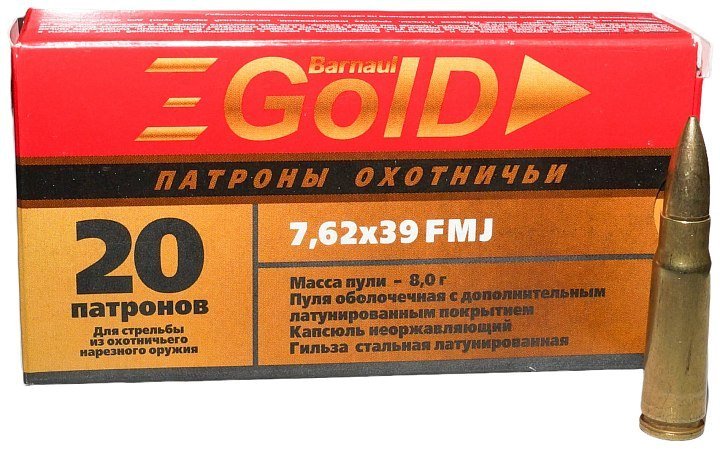 Barnaul
GolD
ПАТРОНЫ ОХОТНИЧЬИ
20
патронов
Для стрельбы
из охотничьего
нарезного оружия
7,62х39 FMJ
Масса пули – 8,0 г
Пуля оболочечная с дополнительным
латунированным покрытием
Капсюль неоржавляющий
Гильза стальная латунированная